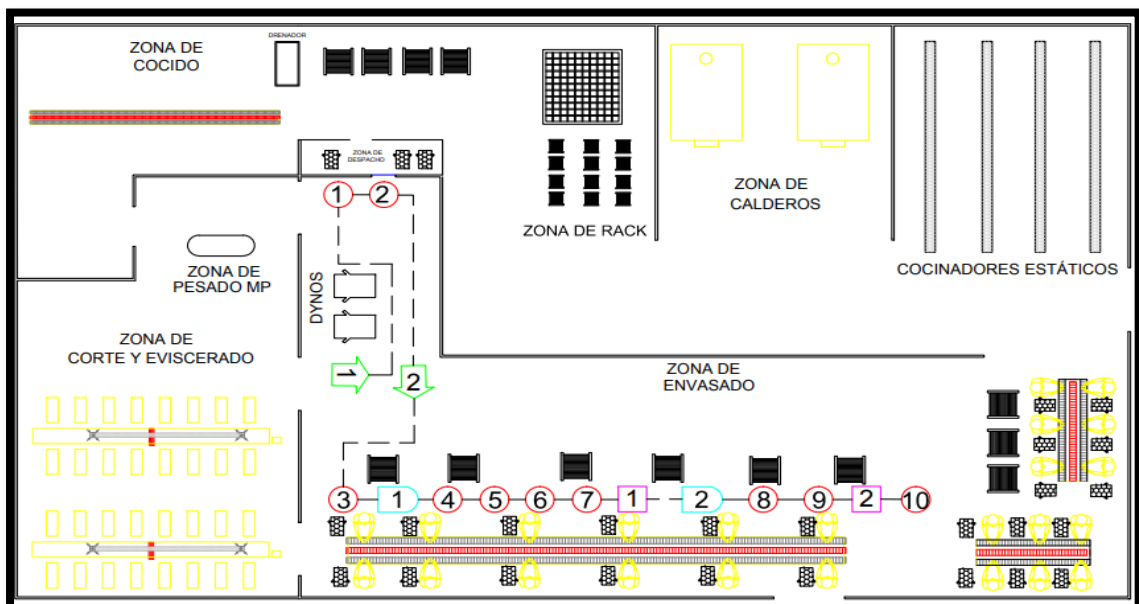 ZONA DE
COCIDO
DRENADOR
ZONA DE
DESPACHO
1
2
ZONA DE
PESADO MP
DYNOS
ZONA DE RACK
ZONA DE
CALDEROS
COCINADORES ESTÁTICOS
ZONA DE
CORTE Y EVISCERADO
1
2
ZONA DE
ENVASADO
3 1 4 5 6 7 1 2 8 9 2 10